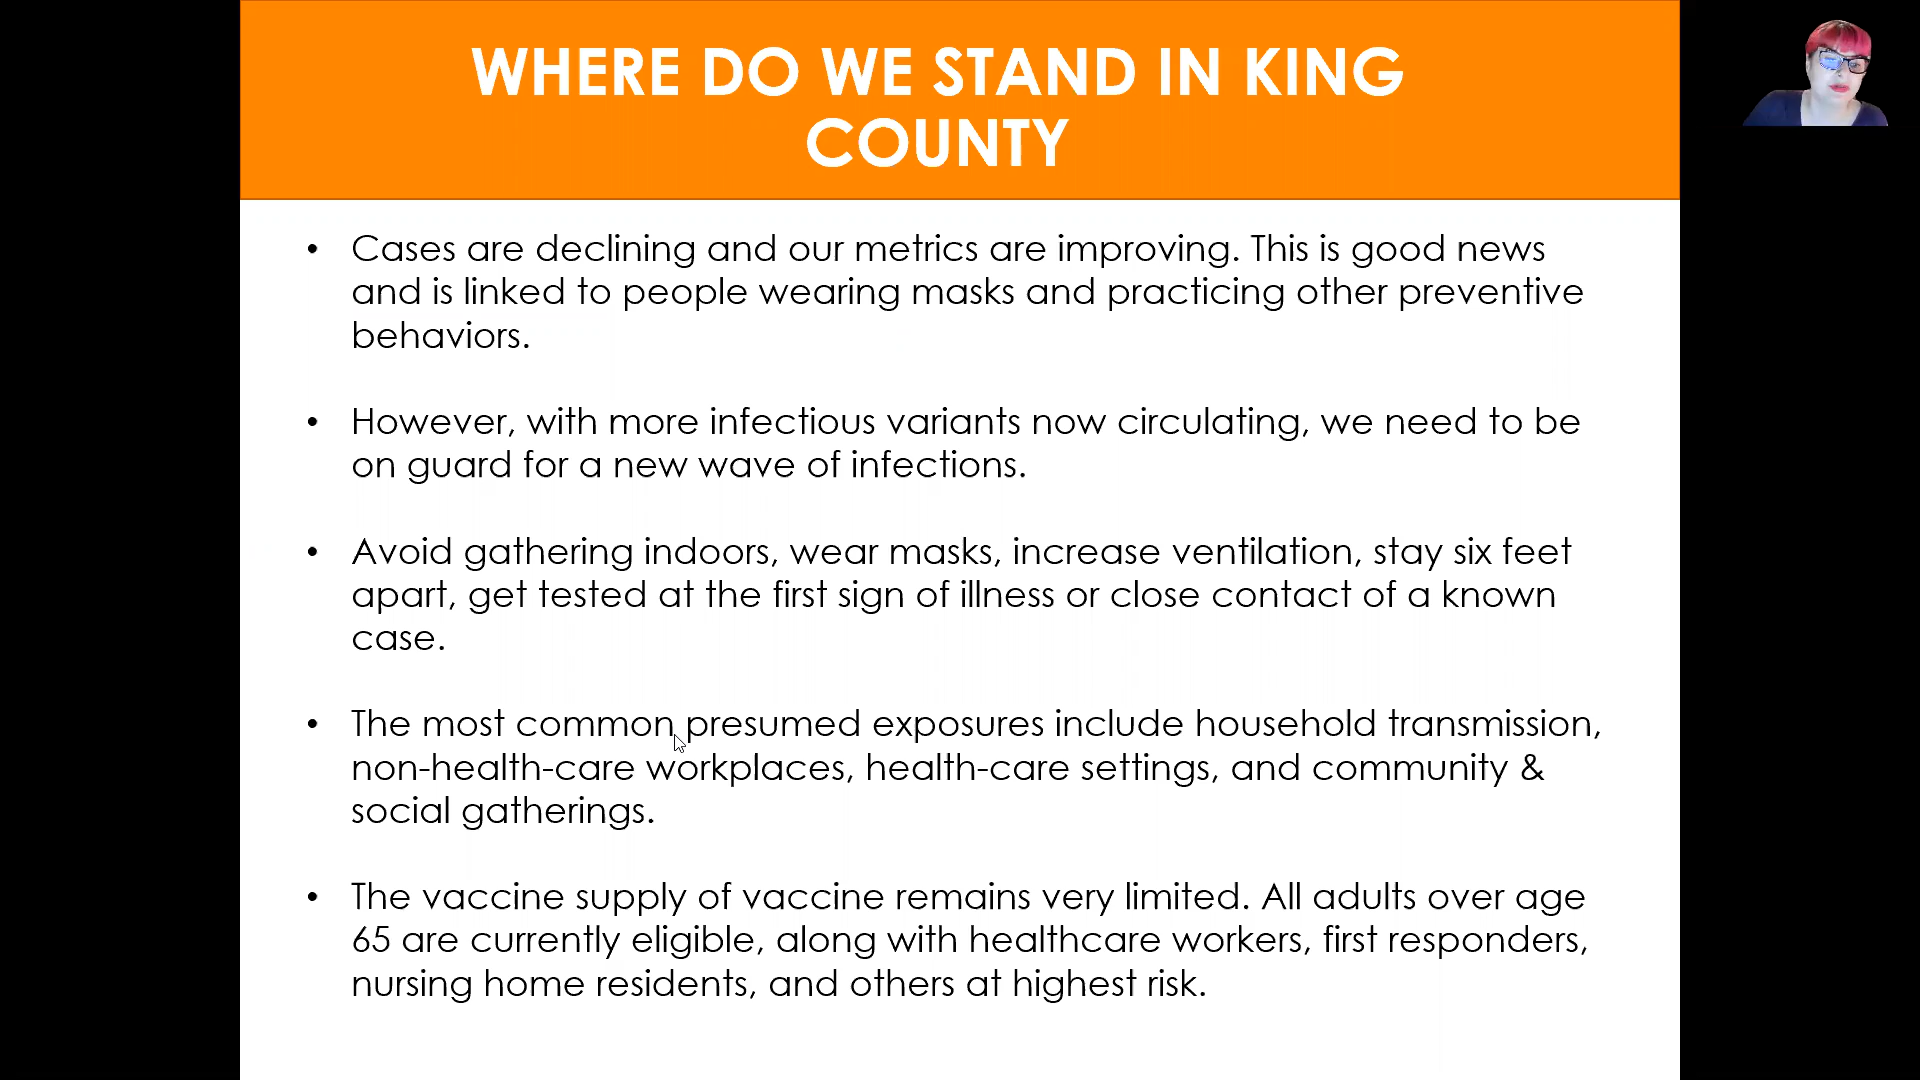 WHERE DO WE STAND IN KING
COUNTY
• Cases are declining and our metrics are improving. This is good news
and is linked to people wearing masks and practicing other preventive
behaviors.
• However, with more infectious variants now circulating, we need to be
on guard for a new wave of infections.
• Avoid gathering indoors, wear masks, increase ventilation, stay six feet
apart, get tested at the first sign of illness or close contact of a known
case.
• The most common presumed exposures include household transmission,
non-health-care workplaces, health-care settings, and community &
social gatherings.
• The vaccine supply of vaccine remains very limited. All adults over age
65 are currently eligible, along with healthcare workers, first responders,
nursing home residents, and others at highest risk.